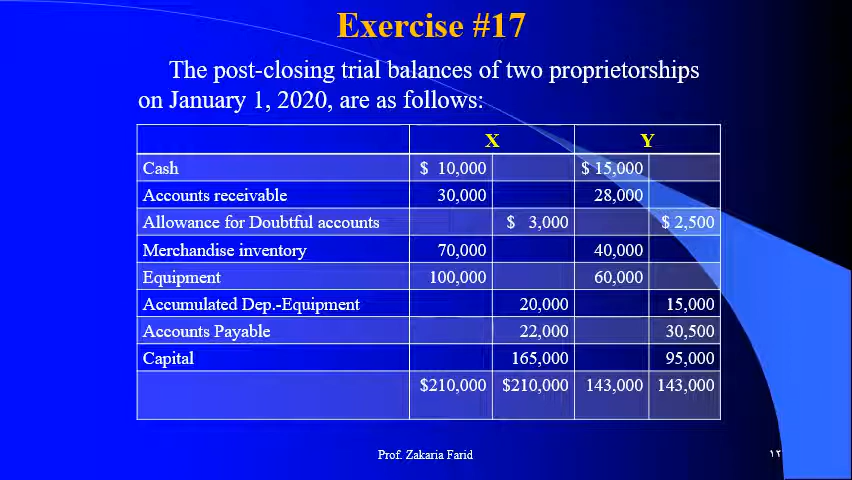 Exercise #17
The post-closing trial balances of two proprietorships
on January 1, 2020, are as follows:
X Y
Cash $ 10,000 $ 15,000
Accounts receivable 30,000 28,000
Allowance for Doubtful accounts $ 3,000 $ 2,500
Merchandise inventory 70,000 40,000
Equipment 100,000 60,000
Accumulated Dep.-Equipment 20,000 15,000
Accounts Payable 22,000 30,500
Capital 165,000 95,000
$210,000 $210,000 143,000 143,000
Prof. Zakaria Farid ١٢